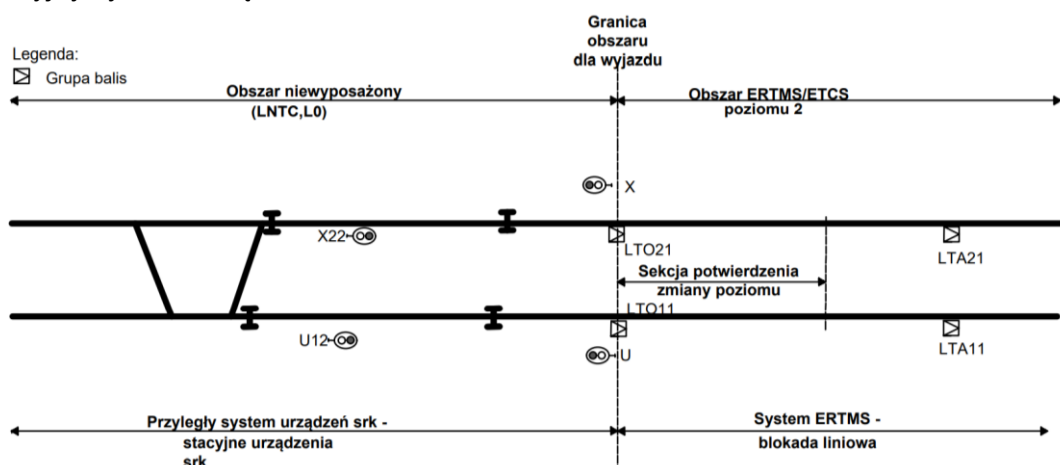 Granica
obszaru
dla wyjazdu
Legenda:
Grupa balis
Obszar niewyposażony
(LNTC,L0)
Obszar ERTMS/ETCS
poziomu 2
X
X22
LTO21
LTA21
Sekcja potwierdzenia
zmiany poziomu
LTO11
U12
U
LTA11
Przyległy system urządzeń srk -
stacyjne urządzenia
srk
System ERTMS -
blokada liniowa